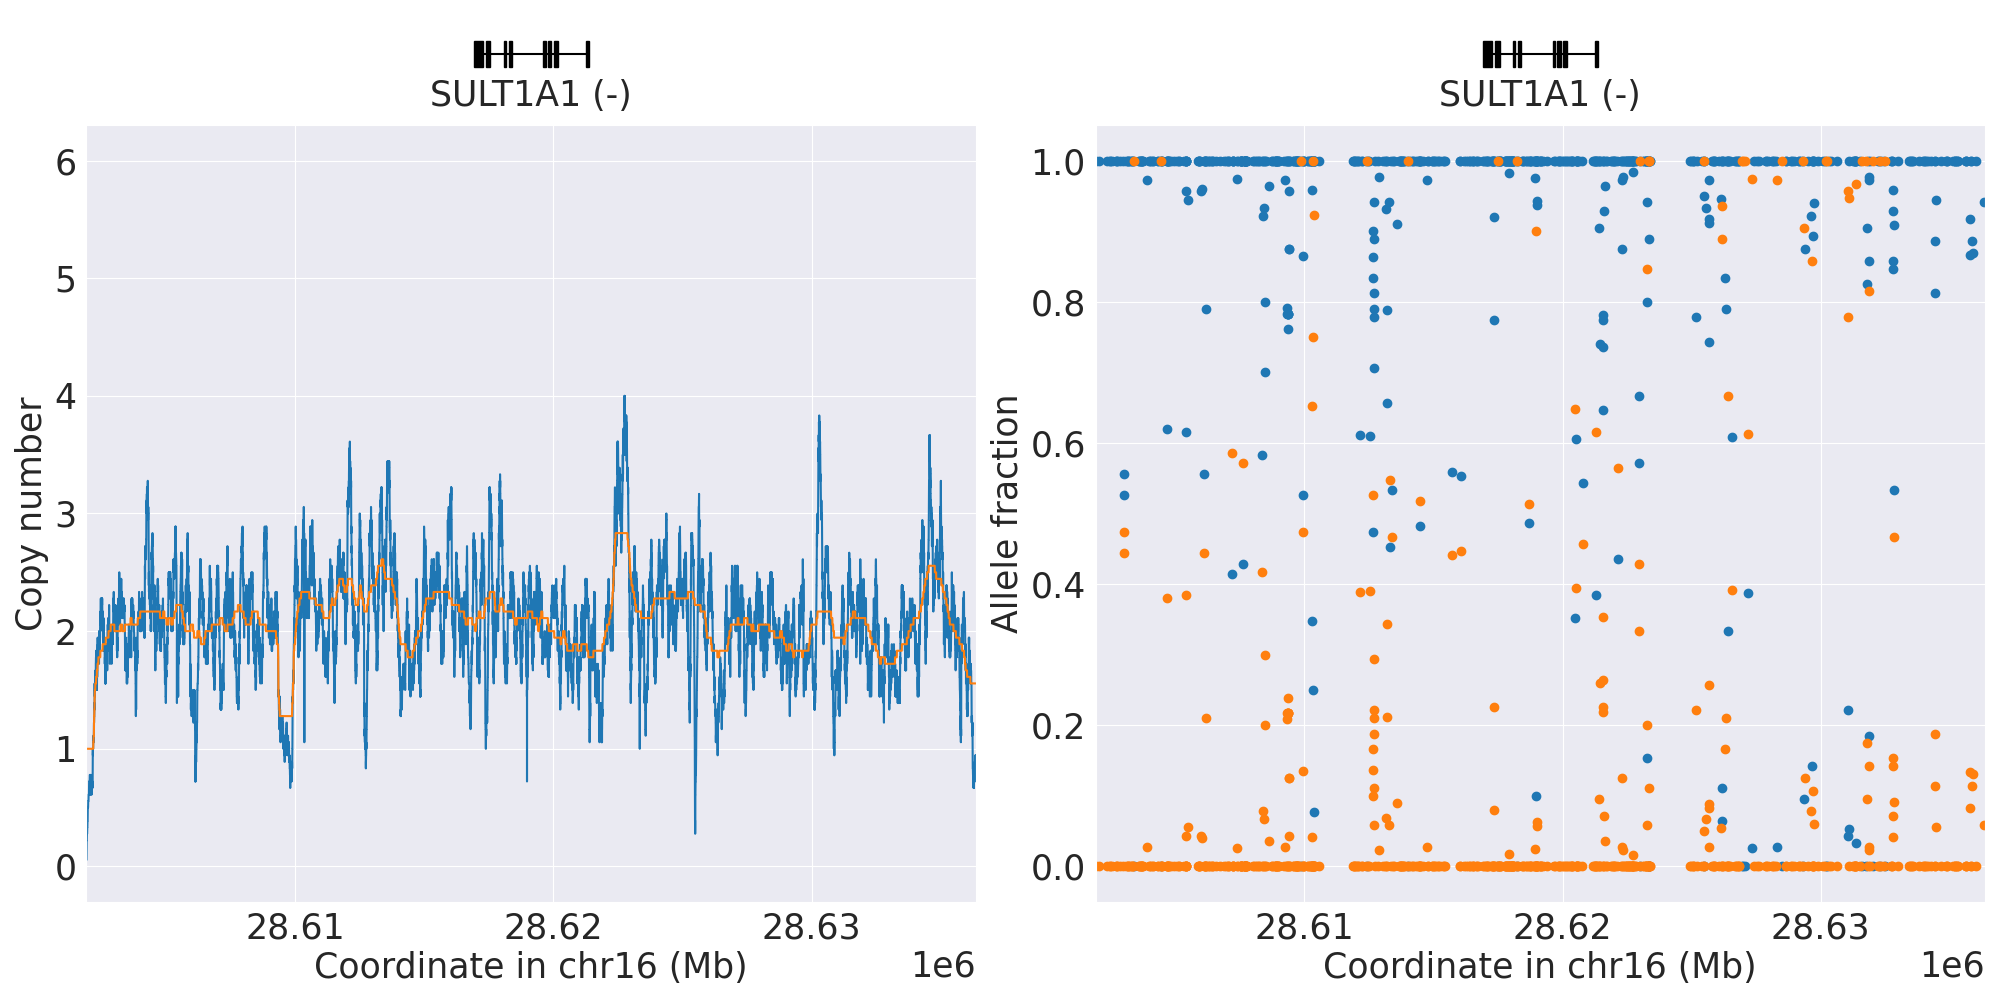 SULT1A1 (-)
6
5
4
3
2
1
0
Copy number
28.61
28.62
28.63
Coordinate in chr16 (Mb)
1e6
SULT1A1 (-)
1.0
0.8
0.6
0.4
0.2
0.0
Allele fraction
28.61
28.62
28.63
Coordinate in chr16 (Mb)
1e6